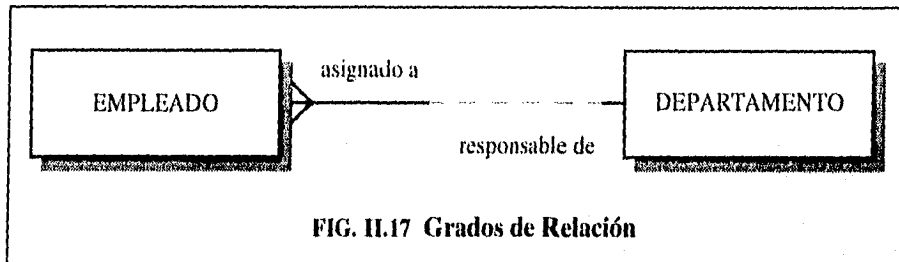 asignado a
EMPLEADO
DEPARTAMENTO
responsable de
FIG. II.17 Grados de Relación